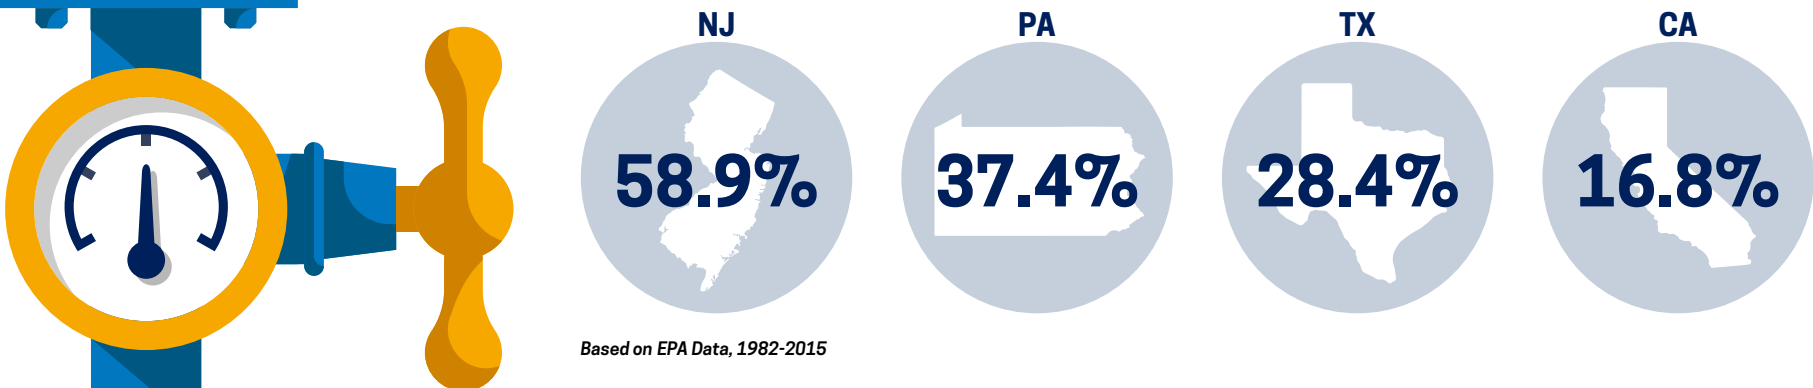 NJ PA TX CA
58.9% 37.4% 28.4% 16.8%
Based on EPA Data, 1982-2015